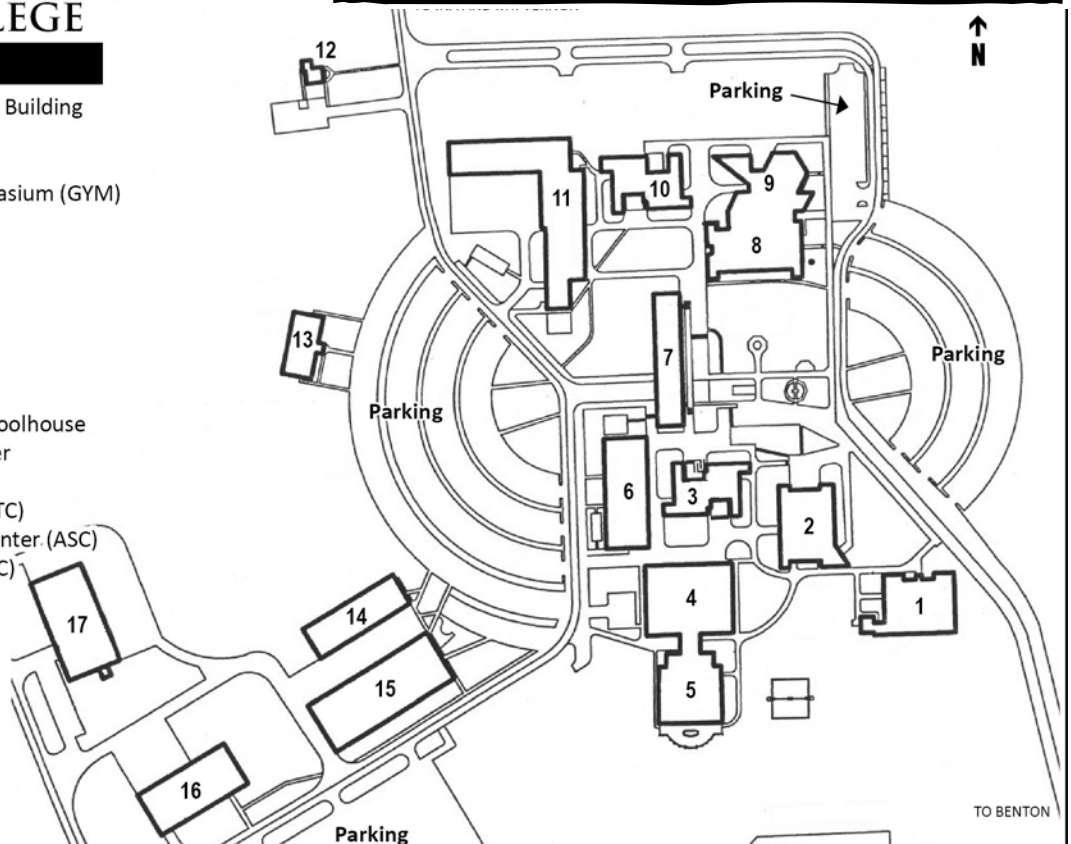 LEGE
N
12
Building
Parking
asium (GYM)
11
10
9
8
13
7
Parking
Parking
oolhouse
er
6
3
2
TC)
nter (ASC)
C)
17
14
4
1
15
5
16
TO BENTON
Parking